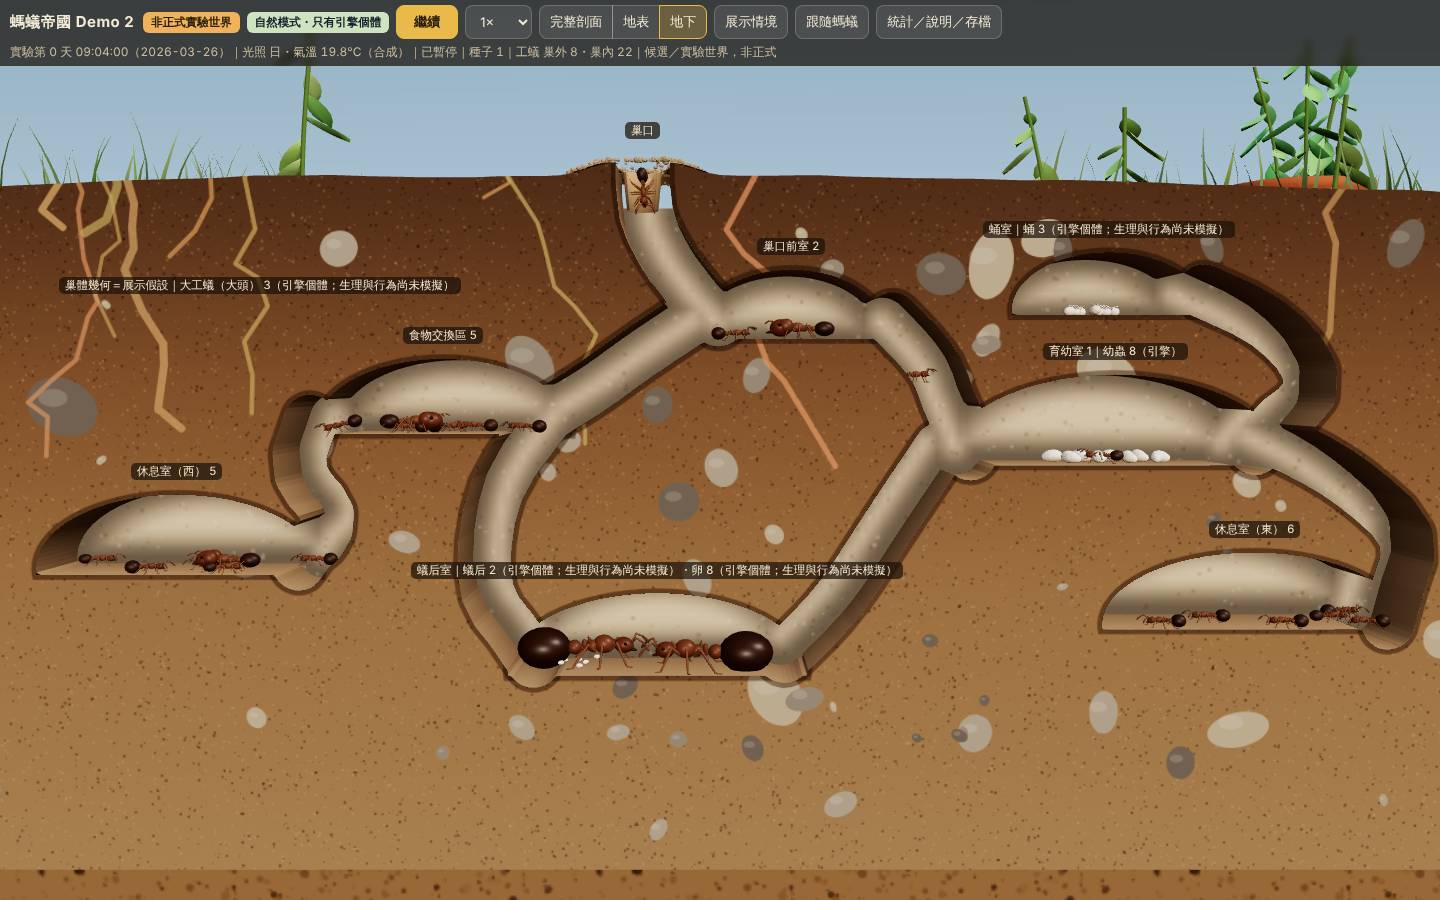 螞蟻帝國 Demo 2 非正式實驗世界 自然模式・只有引擎個體 繼續 1× 完整剖面 地表 地下 展示情境 跟隨螞蟻 統計／說明／存檔
實驗第 0 天 09:04:00（2026-03-26）｜光照 日・氣溫 19.8°C（合成）｜已暫停｜種子 1｜工蟻 巢外 8・巢內 22｜候選／實驗世界，非正式
巢口
蛹室｜蛹 3（引擎個體；生理與行為尚未模擬）
巢口前室 2
巢體幾何＝展示假設｜大工蟻（大頭） 3（引擎個體；生理與行為尚未模擬）
食物交換區 5
育幼室 1｜幼蟲 8（引擎）
休息室（西） 5
休息室（東） 6
蟻后室｜蟻后 2（引擎個體；生理與行為尚未模擬）・卵 8（引擎個體；生理與行為尚未模擬）